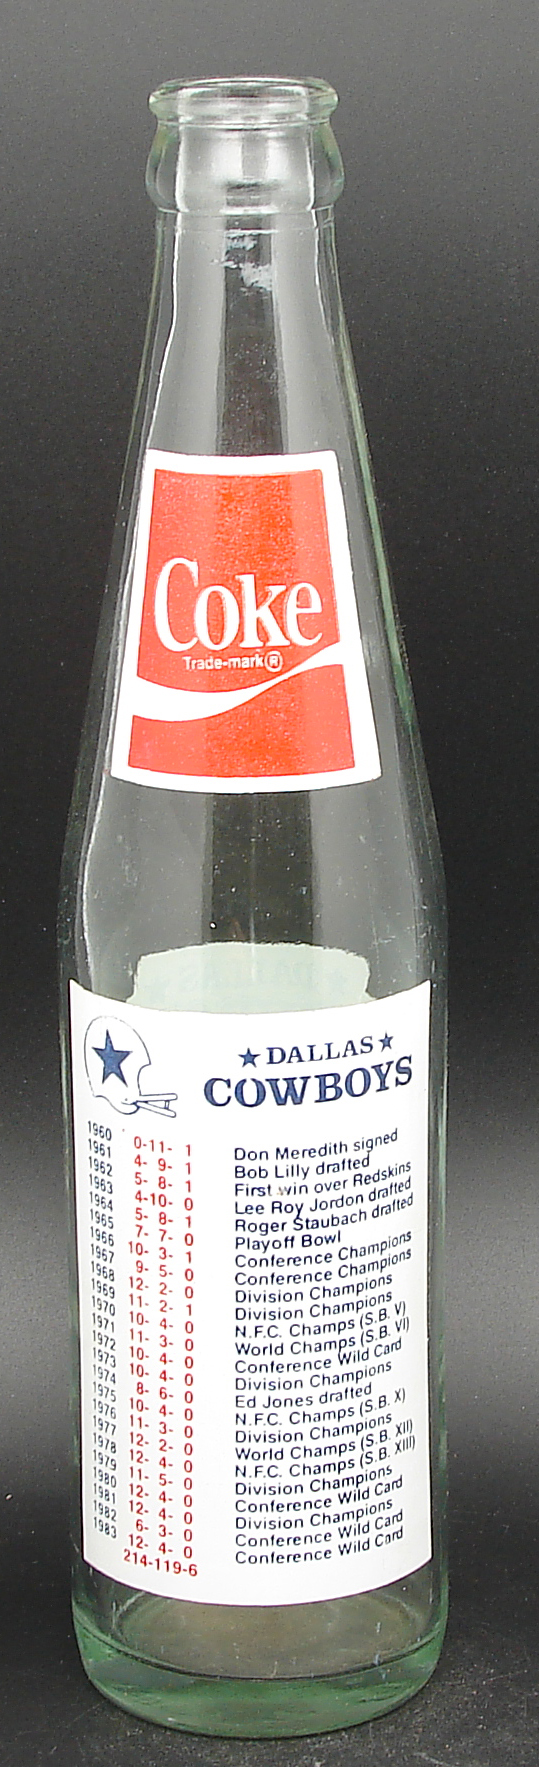 Coke
Trade-mark®
DALLAS
COWBOYS
1960 0-11- 1 Don Meredith signed
1961 4- 9- 1 Bob Lilly drafted
1962 5- 8- 1 First win over Redskins
1963 4-10- 0 Lee Roy Jordon drafted
1964 5- 8- 1 Roger Staubach drafted
1965 7- 7- 0 Playoff Bowl
1966 10- 3- 1 Conference Champions
1967 9- 5- 0 Conference Champions
1968 12- 2- 0 Division Champions
1969 11- 2- 1 Division Champions
1970 10- 4- 0 N.F.C. Champs (S.B. V)
1971 11- 3- 0 World Champs (S.B. VI)
1972 10- 4- 0 Conference Wild Card
1973 10- 4- 0 Division Champions
1974 8- 6- 0 Ed Jones drafted
1975 10- 4- 0 N.F.C. Champs (S.B. X)
1976 11- 3- 0 Division Champions
1977 12- 2- 0 World Champs (S.B. XII)
1978 12- 4- 0 N.F.C. Champs (S.B. XIII)
1979 11- 5- 0 Division Champions
1980 12- 4- 0 Conference Wild Card
1981 12- 4- 0 Division Champions
1982 6- 3- 0 Conference Wild Card
1983 12- 4- 0 Conference Wild Card
214-119-6